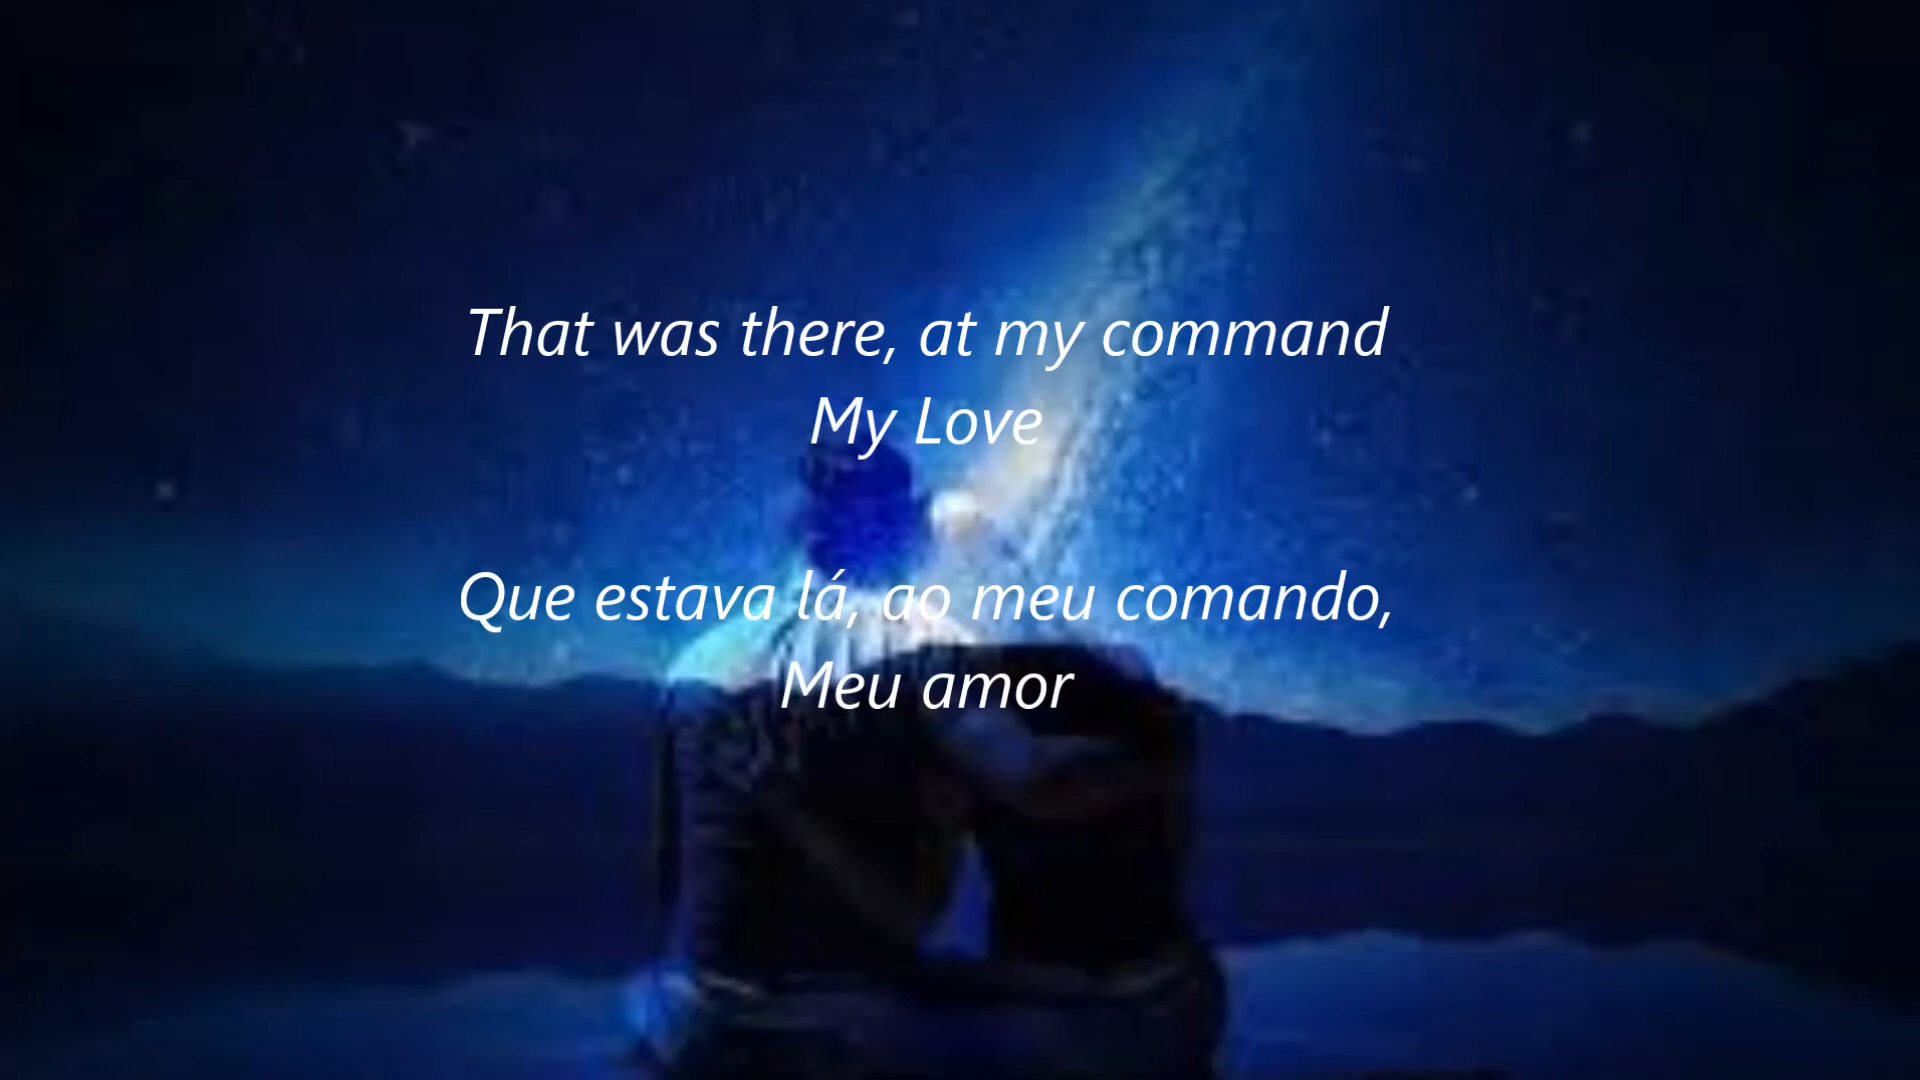 That was there, at my command
My Love
Que estava lá, ao meu comando,
Meu amor